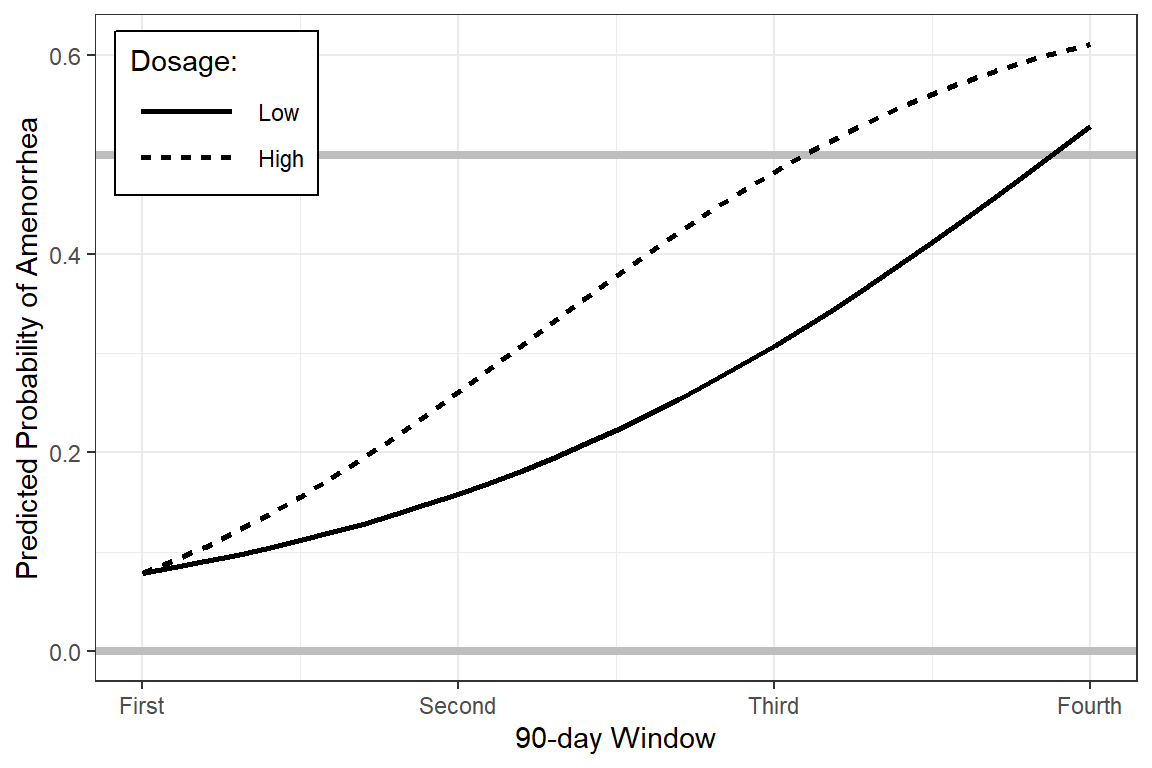 Dosage:
Low
High
0.6
0.4
0.2
0.0
Predicted Probability of Amenorrhea
First
Second
Third
Fourth
90-day Window